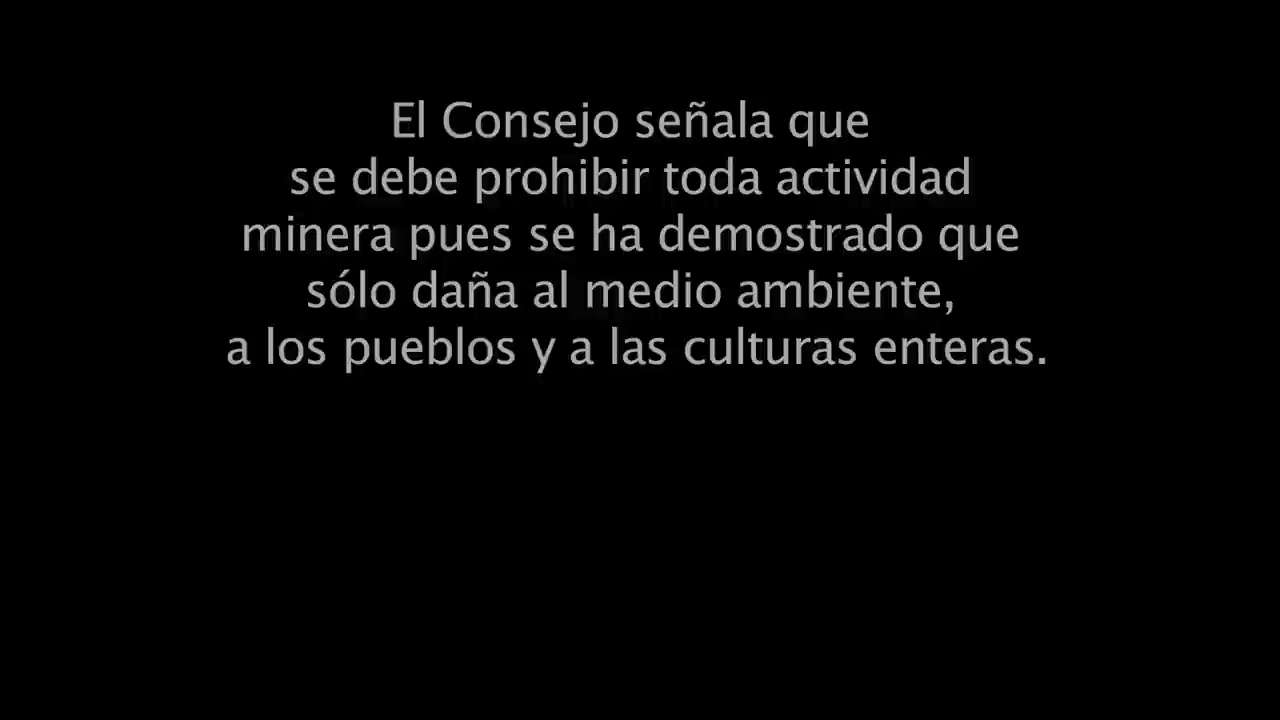 El Consejo señala que
se debe prohibir toda actividad
minera pues se ha demostrado que
sólo daña al medio ambiente,
a los pueblos y a las culturas enteras.